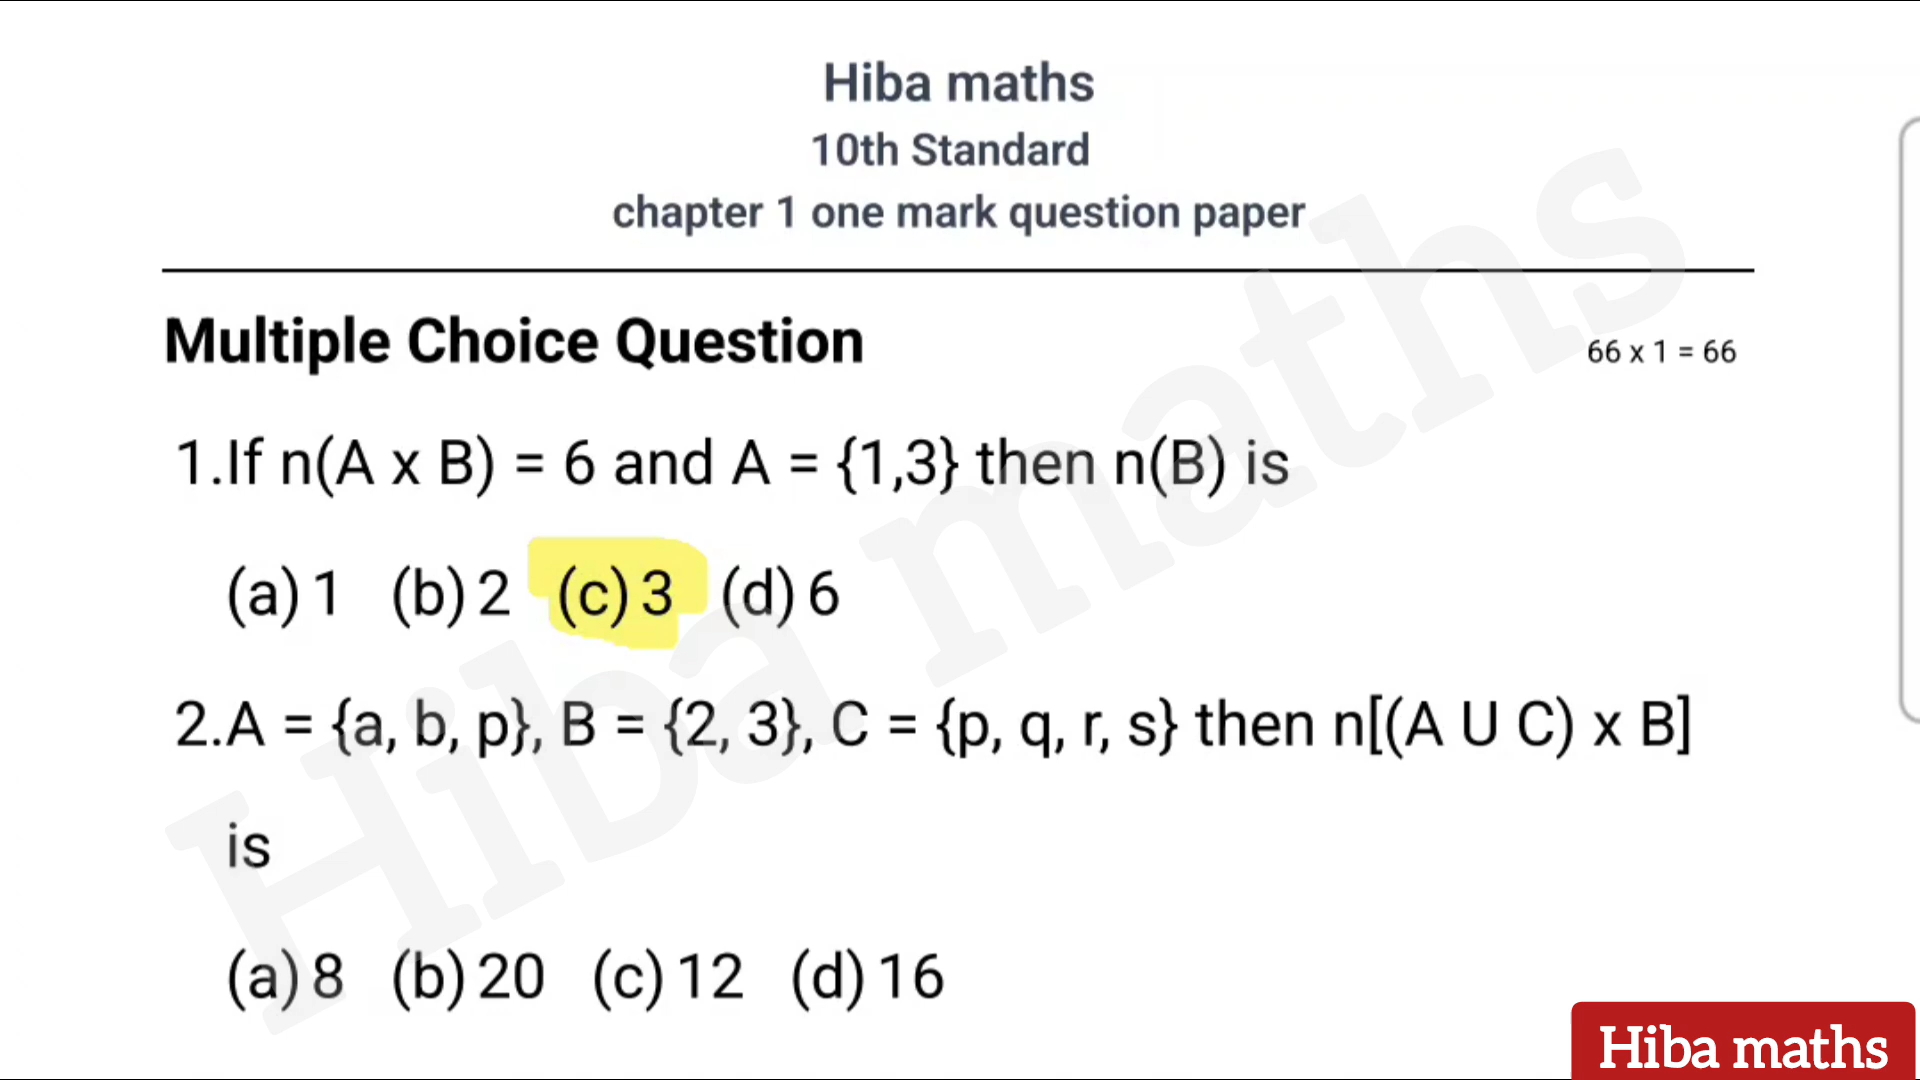 Hiba maths
10th Standard
chapter 1 one mark question paper
Multiple Choice Question
66 x 1 = 66
1.If n(A x B) = 6 and A = {1,3} then n(B) is
(a) 1 (b) 2 (c) 3 (d) 6
2.A = {a, b, p}, B = {2, 3}, C = {p, q, r, s} then n[(A U C) x B]
is
(a) 8 (b) 20 (c) 12 (d) 16
Hiba maths
Hiba maths